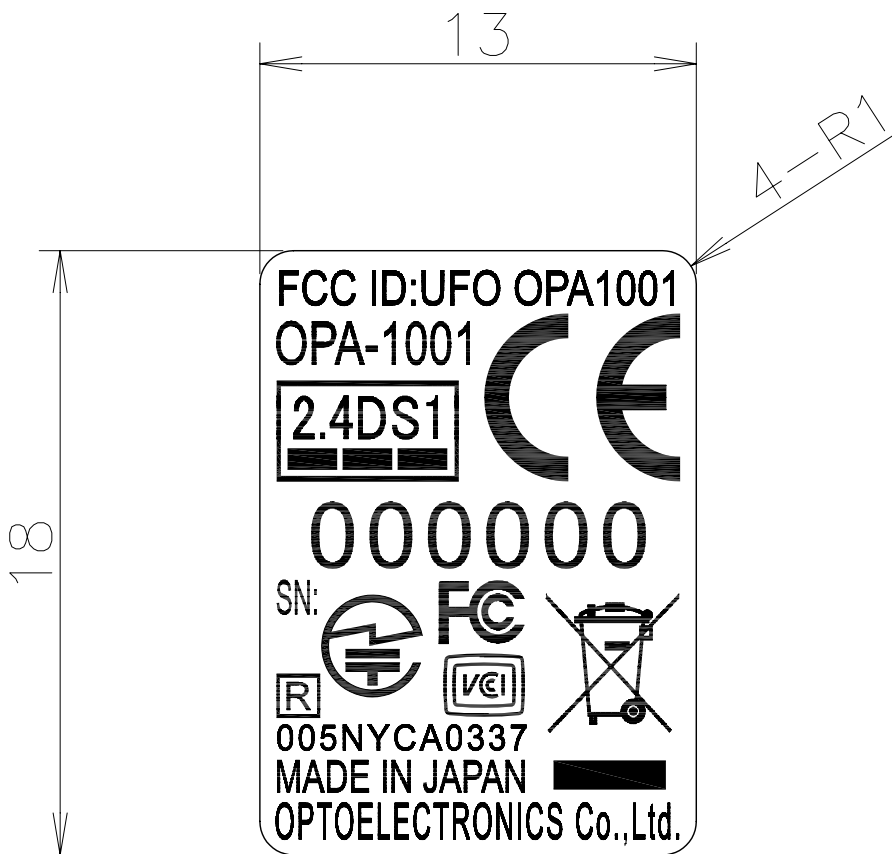 13
4-R1
18
FCC ID:UFO OPA1001
OPA-1001
CE
2.4DS1
000000
SN:
FC
VCI
R
005NYCA0337
MADE IN JAPAN
OPTOELECTRONICS Co.,Ltd.